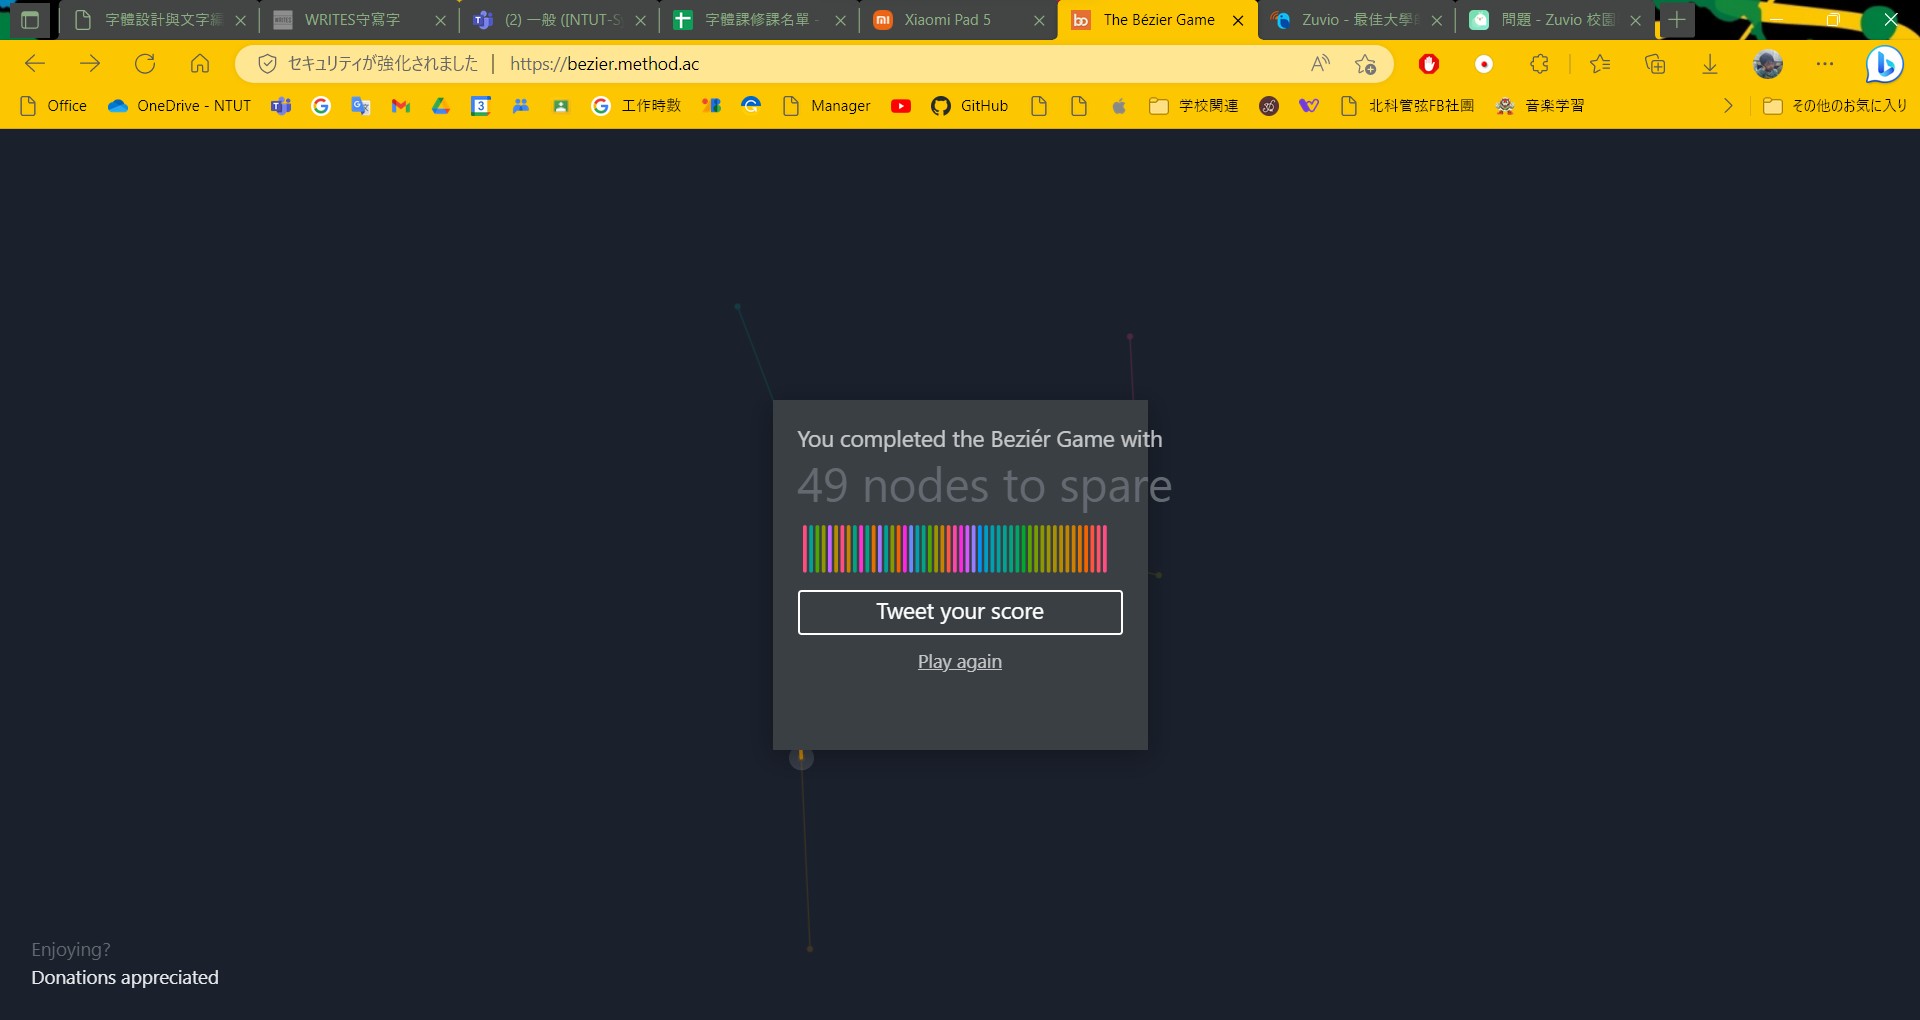 字體設計與文字編
WRITES守寫字
(2) 一般 ([NTUT-S
字體課修課名單 -
Xiaomi Pad 5
The Bézier Game
Zuvio - 最佳大學
問題 - Zuvio 校園
セキュリティが強化されました | https://bezier.method.ac
Office
OneDrive - NTUT
工作時數
Manager
GitHub
学校関連
北科管弦FB社團
音楽学習
その他のお気に入り
You completed the Beziér Game with
49 nodes to spare
Tweet your score
Play again
Enjoying?
Donations appreciated